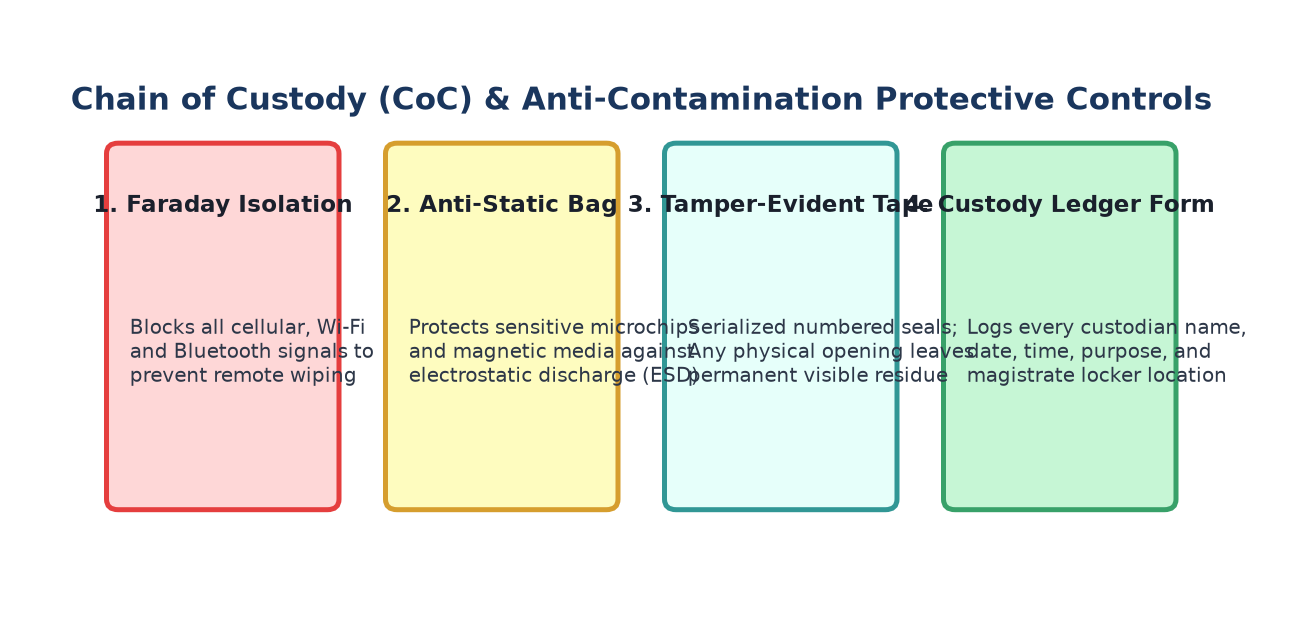 Chain of Custody (CoC) & Anti-Contamination Protective Controls
1. Faraday Isolation
Blocks all cellular, Wi-Fi
and Bluetooth signals to
prevent remote wiping
2. Anti-Static Bag
Protects sensitive microchips
and magnetic media against
electrostatic discharge (ESD)
3. Tamper-Evident Tape
Serialized numbered seals;
Any physical opening leaves
permanent visible residue
4. Custody Ledger Form
Logs every custodian name,
date, time, purpose, and
magistrate locker location